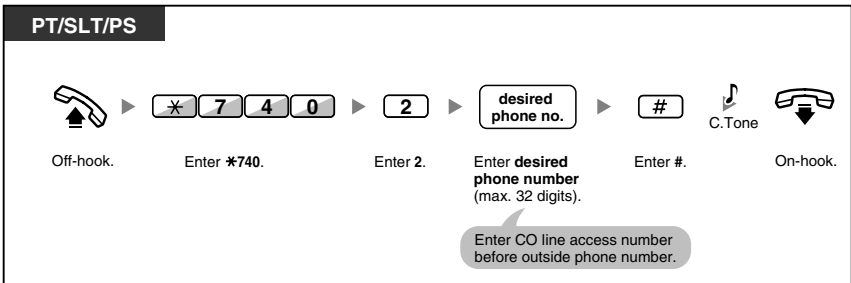 PT/SLT/PS
✳ 7 4 0
2
desired
phone no.
#
C.Tone
Off-hook.
Enter ✳740.
Enter 2.
Enter desired
phone number
(max. 32 digits).
Enter #.
On-hook.
Enter CO line access number
before outside phone number.